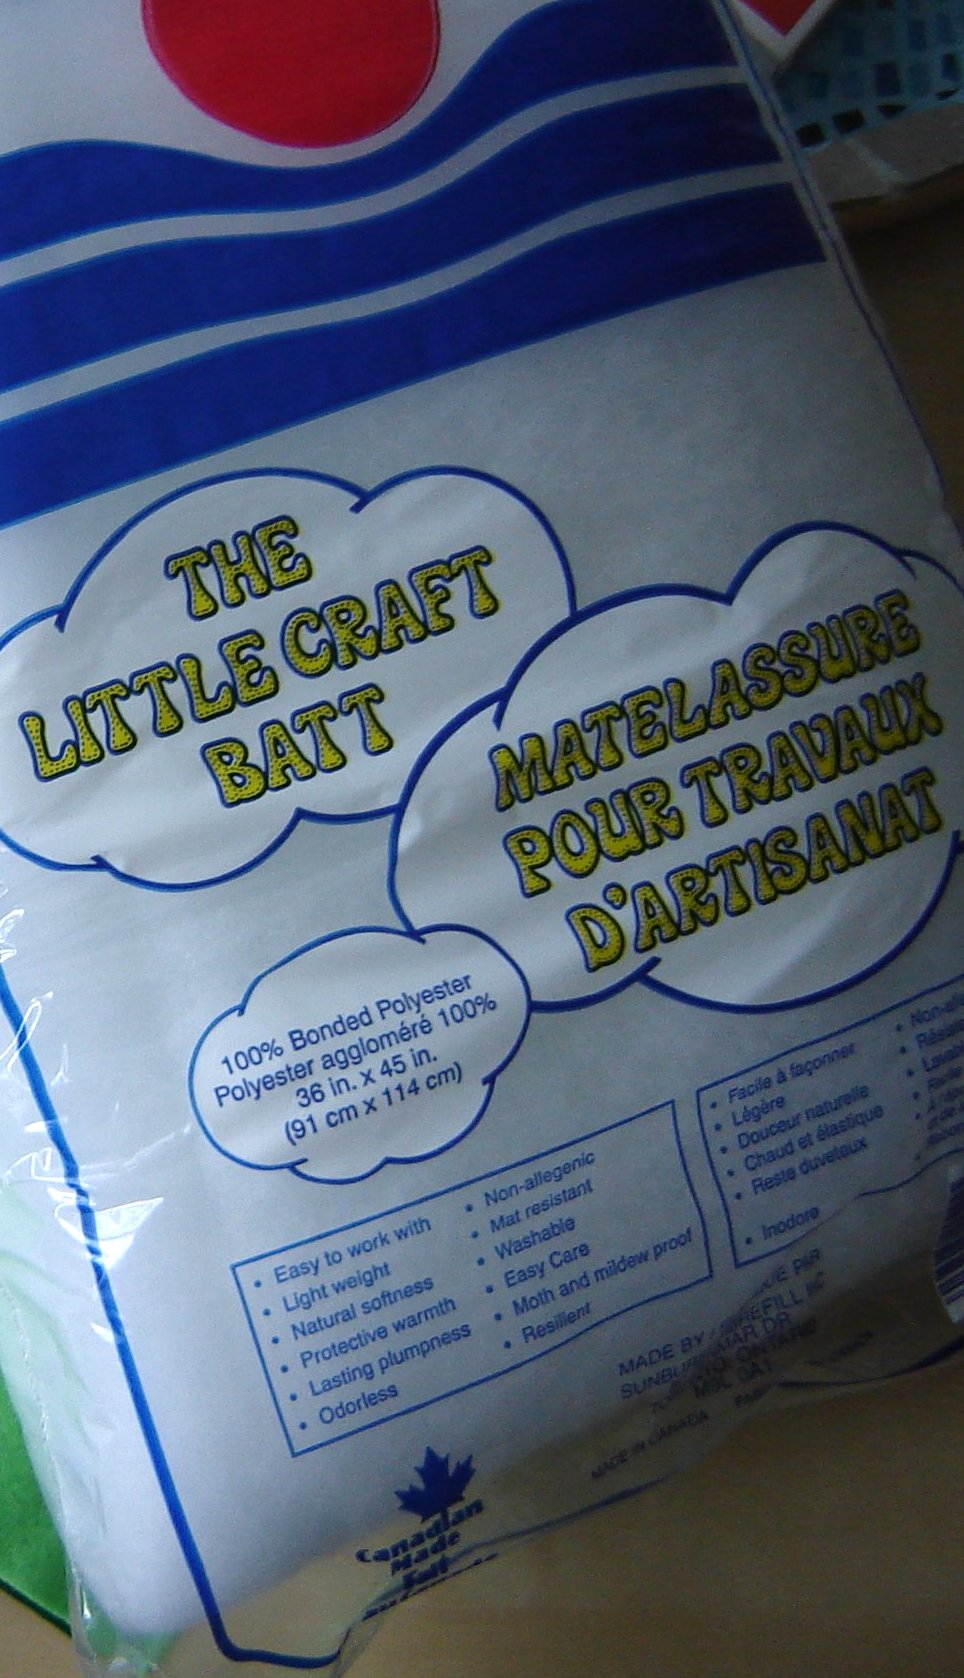 THE
LITTLE CRAFT
BATT
MATELASSURE
POUR TRAVAUX
D'ARTISANAT
100% Bonded Polyester
Polyester aggloméré 100%
36 in. x 45 in.
(91 cm x 114 cm)
• Easy to work with
• Light weight
• Natural softness
• Protective warmth
• Lasting plumpness
• Odorless
• Non-allegenic
• Mat resistant
• Washable
• Easy Care
• Moth and mildew proof
• Resilient
• Facile à façonner
• Légère
• Douceur naturelle
• Chaud et élastique
• Reste duveteux
• Inodore
MADE BY
MADE IN CANADA
Canadian
Made